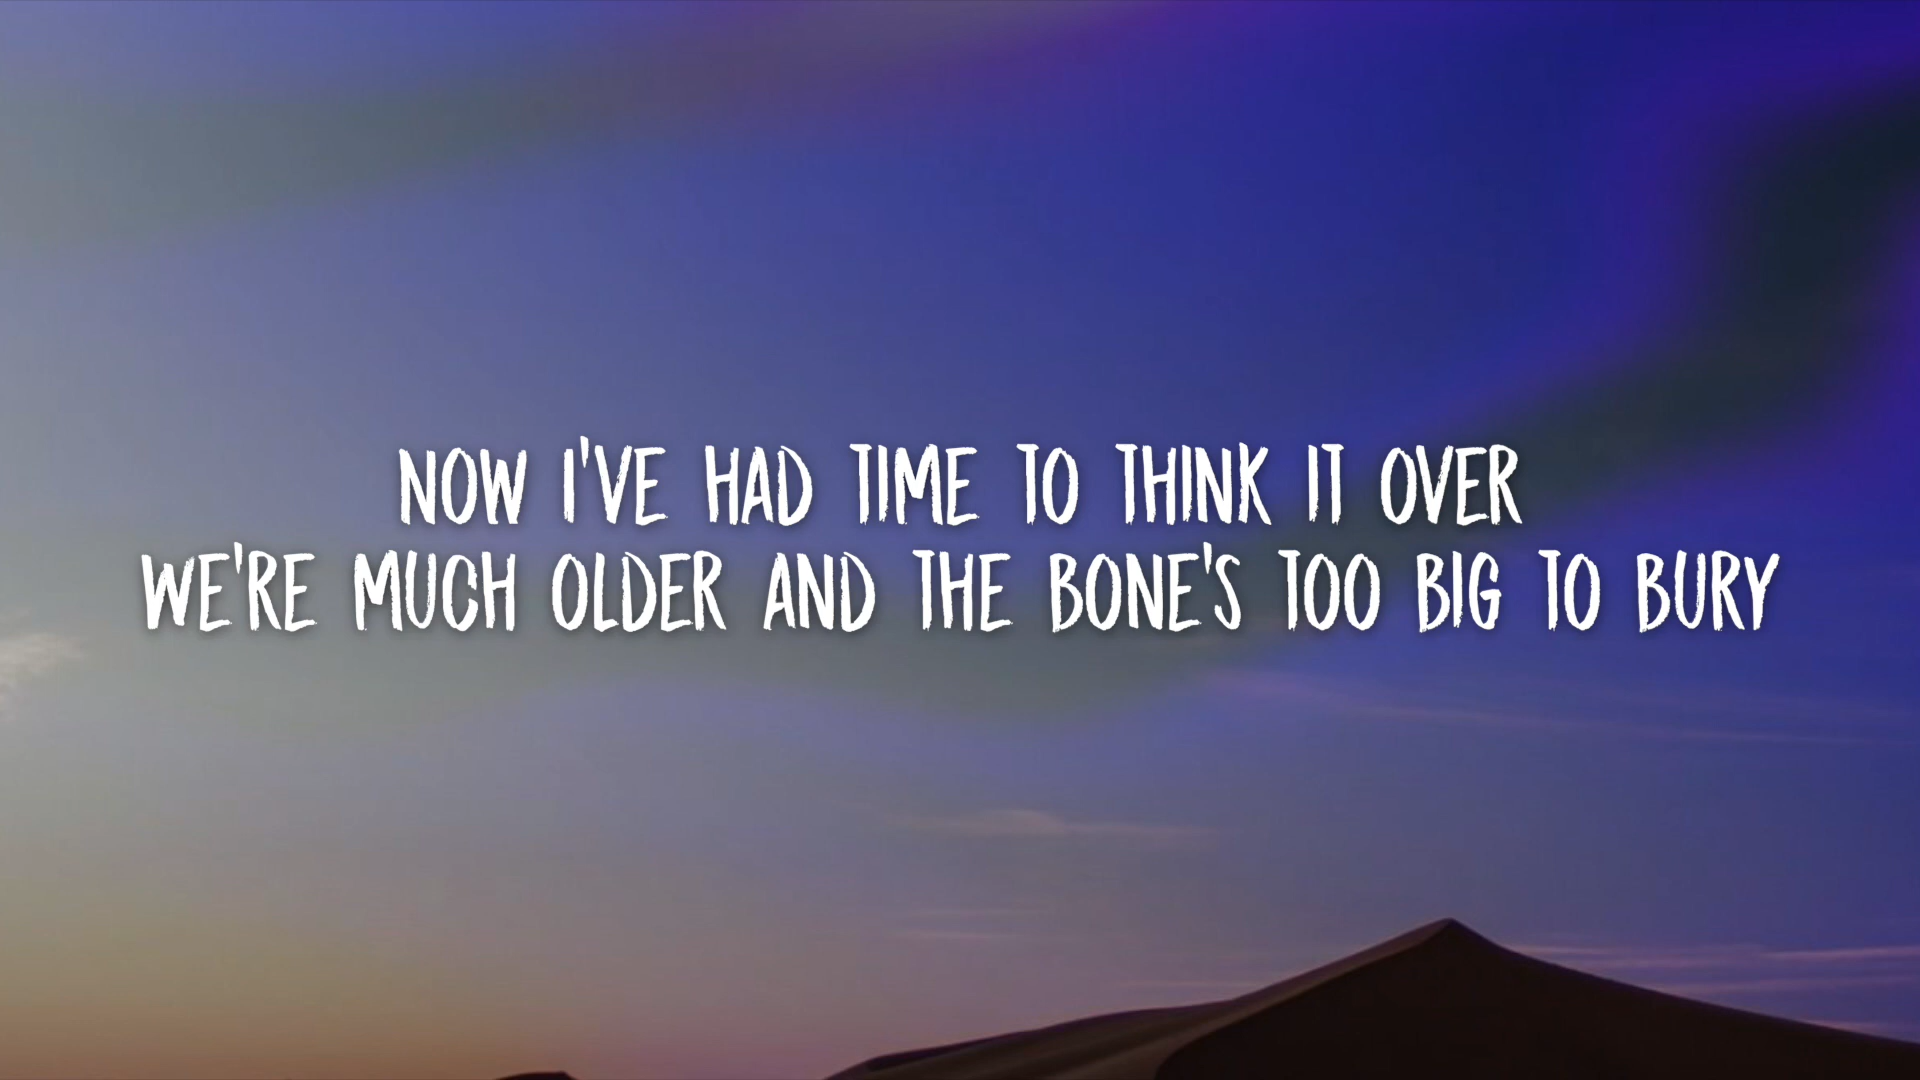 NOW I'VE HAD TIME TO THINK IT OVER
WE'RE MUCH OLDER AND THE BONE'S TOO BIG TO BURY